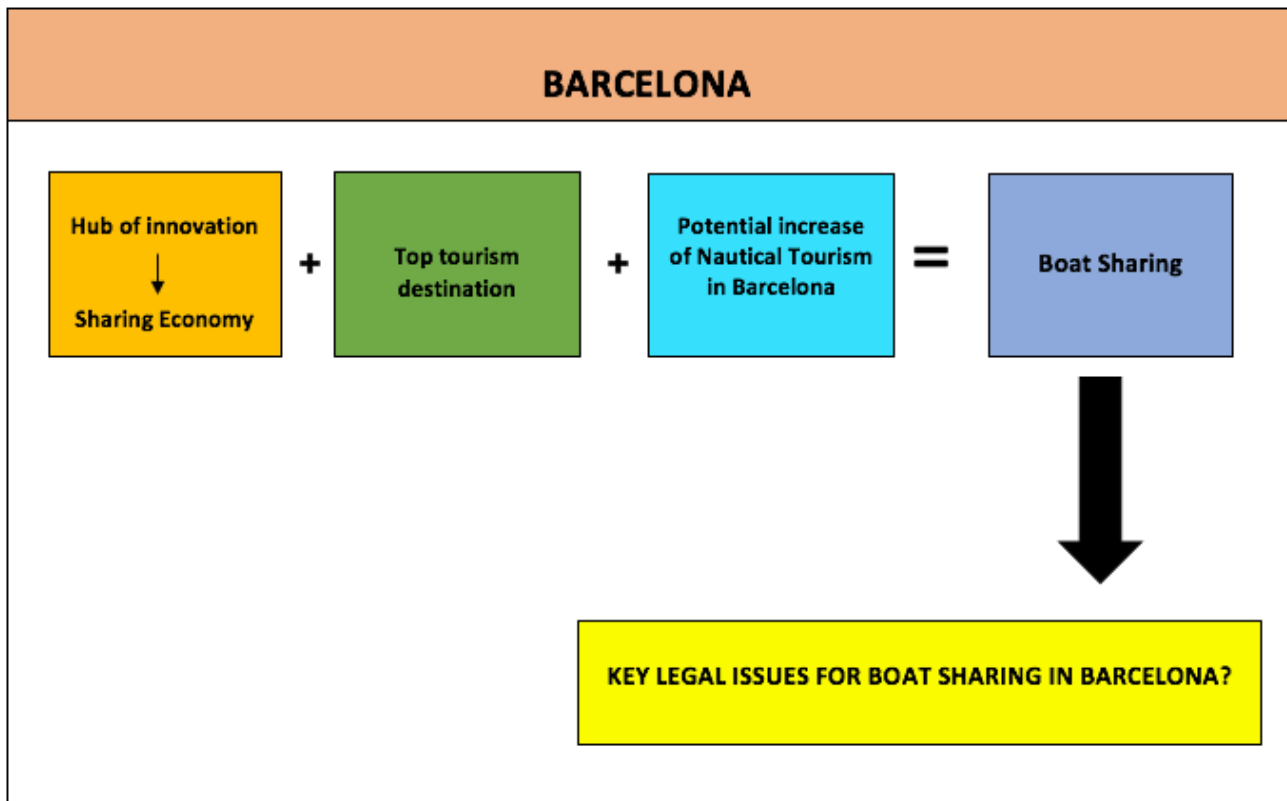 BARCELONA
Hub of innovation
Sharing Economy
+
Top tourism
destination
+
Potential increase
of Nautical Tourism
in Barcelona
=
Boat Sharing
KEY LEGAL ISSUES FOR BOAT SHARING IN BARCELONA?